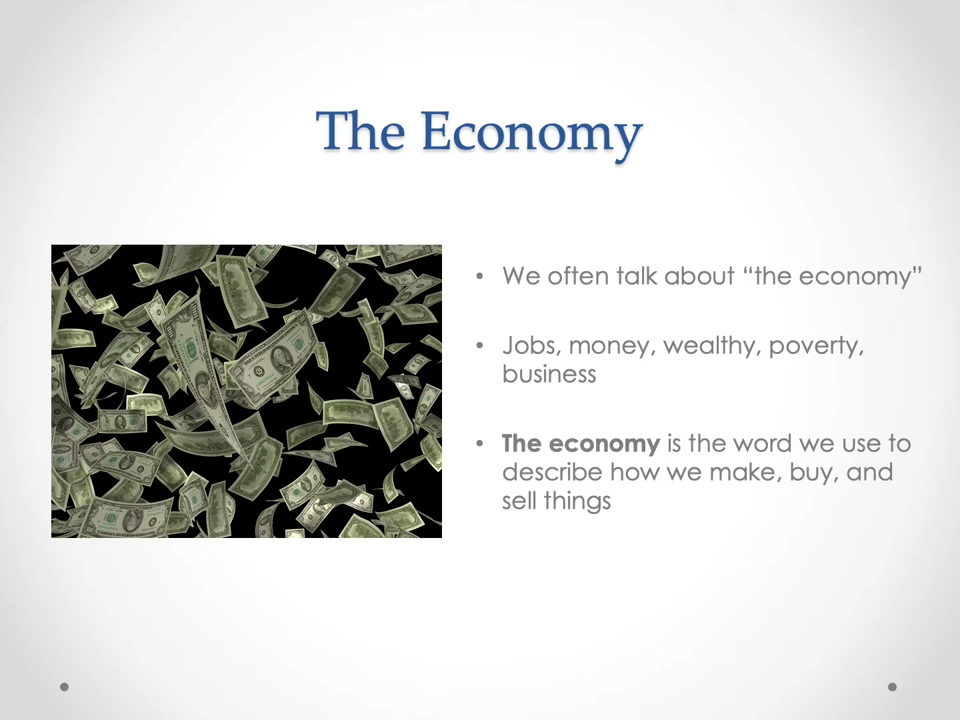 The Economy
• We often talk about “the economy”
• Jobs, money, wealthy, poverty,
business
• The economy is the word we use to
describe how we make, buy, and
sell things